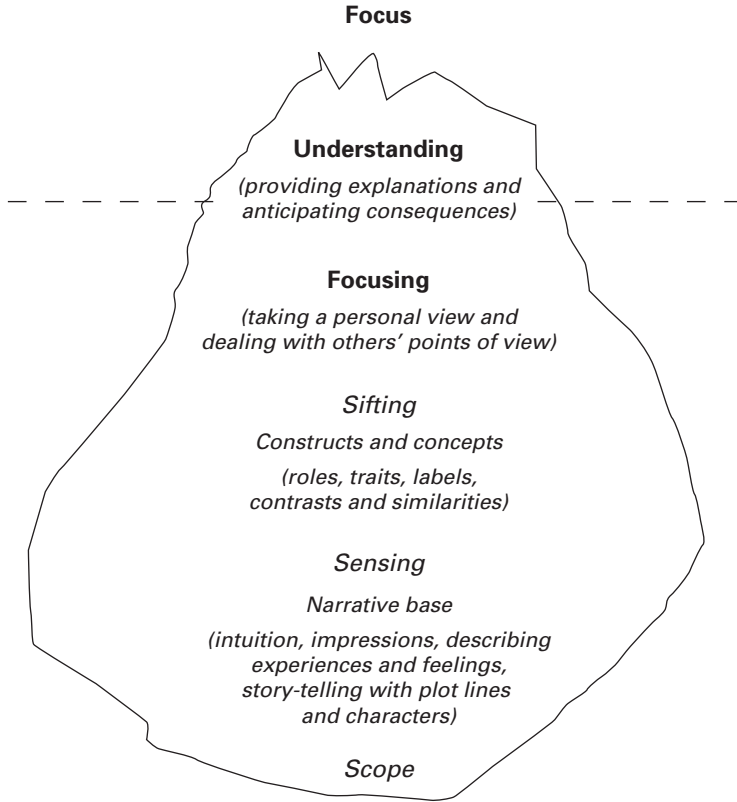 Focus
Understanding
(providing explanations and
anticipating consequences)
Focusing
(taking a personal view and
dealing with others’ points of view)
Sifting
Constructs and concepts
(roles, traits, labels,
contrasts and similarities)
Sensing
Narrative base
(intuition, impressions, describing
experiences and feelings,
story-telling with plot lines
and characters)
Scope